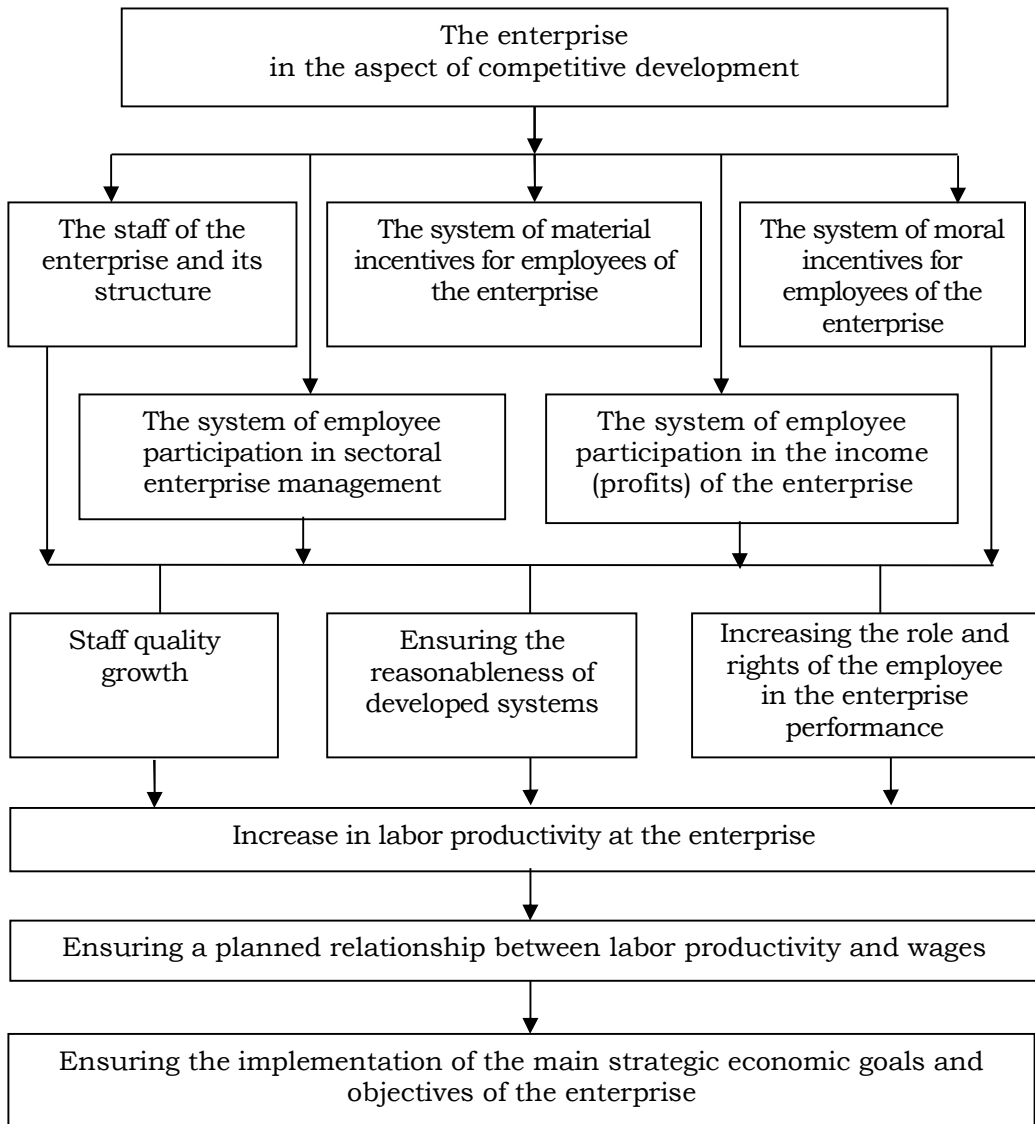 The enterprise
in the aspect of competitive development
The staff of the
enterprise and its
structure
The system of material
incentives for employees of
the enterprise
The system of moral
incentives for
employees of the
enterprise
The system of employee
participation in sectoral
enterprise management
The system of employee
participation in the income
(profits) of the enterprise
Staff quality
growth
Ensuring the
reasonableness of
developed systems
Increasing the role and
rights of the employee
in the enterprise
performance
Increase in labor productivity at the enterprise
Ensuring a planned relationship between labor productivity and wages
Ensuring the implementation of the main strategic economic goals and
objectives of the enterprise